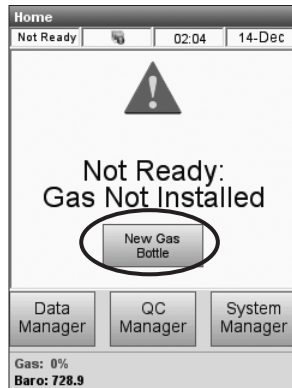 Home
Not Ready 02:04 14-Dec
Not Ready:
Gas Not Installed
New Gas
Bottle
Data QC System
Manager Manager Manager
Gas: 0%
Baro: 728.9